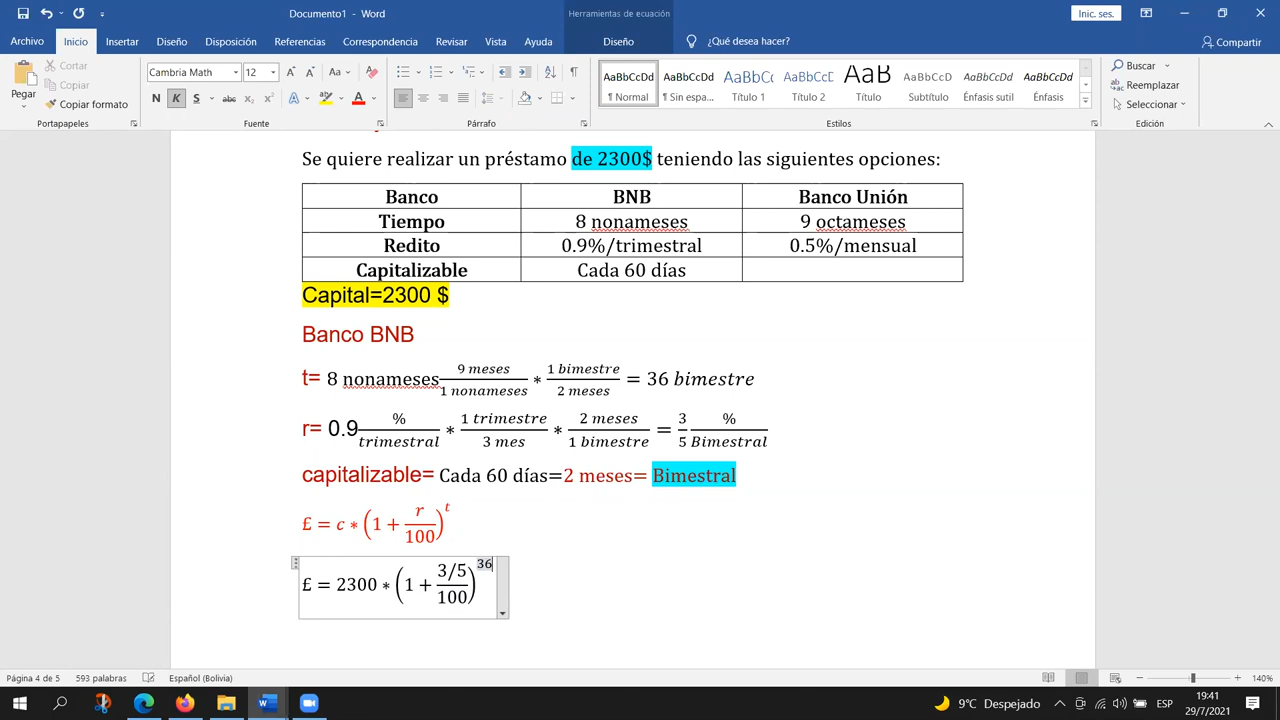 Documento1 - Word
Herramientas de ecuación
Inic. ses.
Archivo Inicio Insertar Diseño Disposición Referencias Correspondencia Revisar Vista Ayuda Diseño ¿Qué desea hacer? Compartir
Pegar
Cortar
Copiar
Copiar formato
Portapapeles
Cambria Math 12
Fuente
Párrafo
AaBbCcDd AaBbCcDd AaBbCc AaBbCcD AaB AaBbCcD AaBbCcDd AaBbCcDd
¶ Normal ¶ Sin espa... Título 1 Título 2 Título Subtítulo Énfasis sutil Énfasis
Estilos
Buscar
Reemplazar
Seleccionar
Edición
Se quiere realizar un préstamo de 2300$ teniendo las siguientes opciones:
Banco BNB Banco Unión
Tiempo 8 nonameses 9 octameses
Redito 0.9%/trimestral 0.5%/mensual
Capitalizable Cada 60 días
Capital=2300 $
Banco BNB
t= 8 nonameses 9 meses/1 nonameses * 1 bimestre/2 meses = 36 bimestre
r= 0.9 %/trimestral * 1 trimestre/3 mes * 2 meses/1 bimestre = 3/5 %/Bimestral
capitalizable= Cada 60 días=2 meses= Bimestral
£ = c * (1 + r/100)^t
£ = 2300 * (1 + 3/5/100)^36
Página 4 de 5 593 palabras Español (Bolivia) 140%
9°C Despejado ESP 19:41
29/7/2021